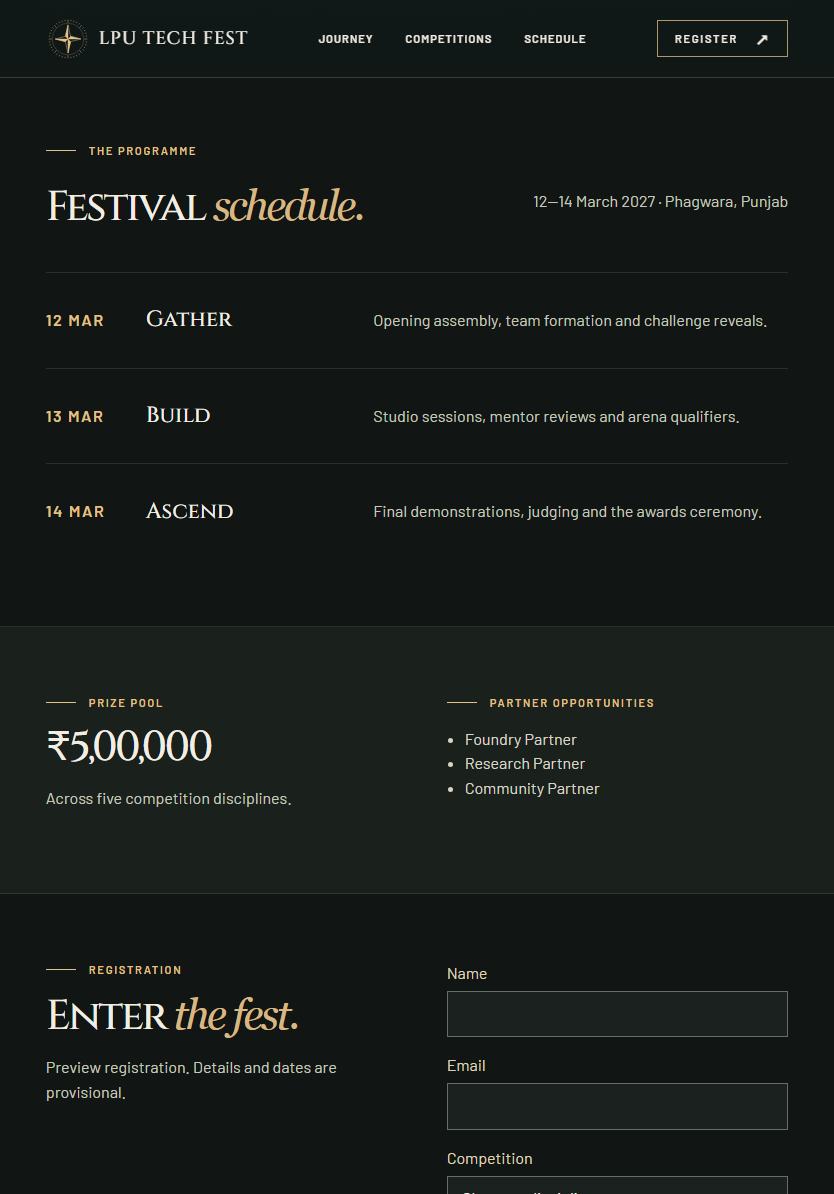 LPU TECH FEST
JOURNEY
COMPETITIONS
SCHEDULE
REGISTER ↗
THE PROGRAMME
FESTIVAL schedule.
12—14 March 2027 · Phagwara, Punjab
12 MAR
GATHER
Opening assembly, team formation and challenge reveals.
13 MAR
BUILD
Studio sessions, mentor reviews and arena qualifiers.
14 MAR
ASCEND
Final demonstrations, judging and the awards ceremony.
PRIZE POOL
₹5,00,000
Across five competition disciplines.
PARTNER OPPORTUNITIES
• Foundry Partner
• Research Partner
• Community Partner
REGISTRATION
ENTER the fest.
Preview registration. Details and dates are
provisional.
Name
Email
Competition